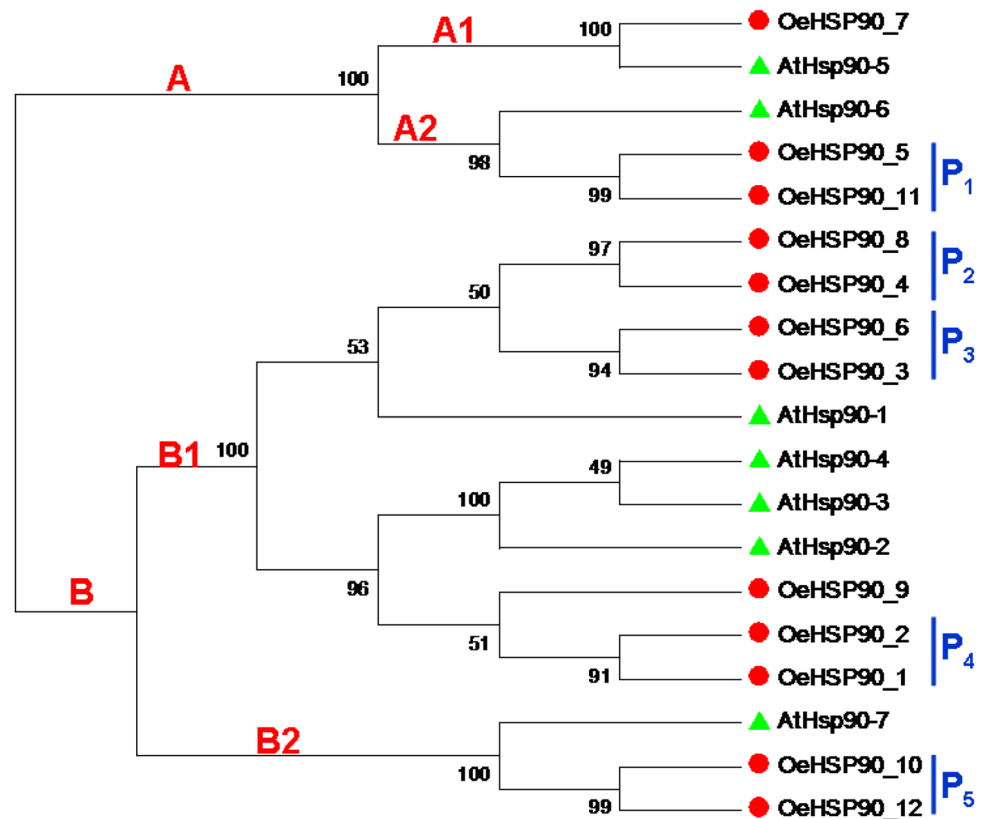 A1
100
OeHSP90_7
A
100
AtHsp90-5
AtHsp90-6
A2
98
OeHSP90_5
P1
99
OeHSP90_11
OeHSP90_8
97
P2
OeHSP90_4
50
OeHSP90_6
P3
53
94
OeHSP90_3
AtHsp90-1
B1
100
AtHsp90-4
49
100
AtHsp90-3
AtHsp90-2
96
OeHSP90_9
B
51
OeHSP90_2
P4
91
OeHSP90_1
AtHsp90-7
B2
100
OeHSP90_10
P5
99
OeHSP90_12